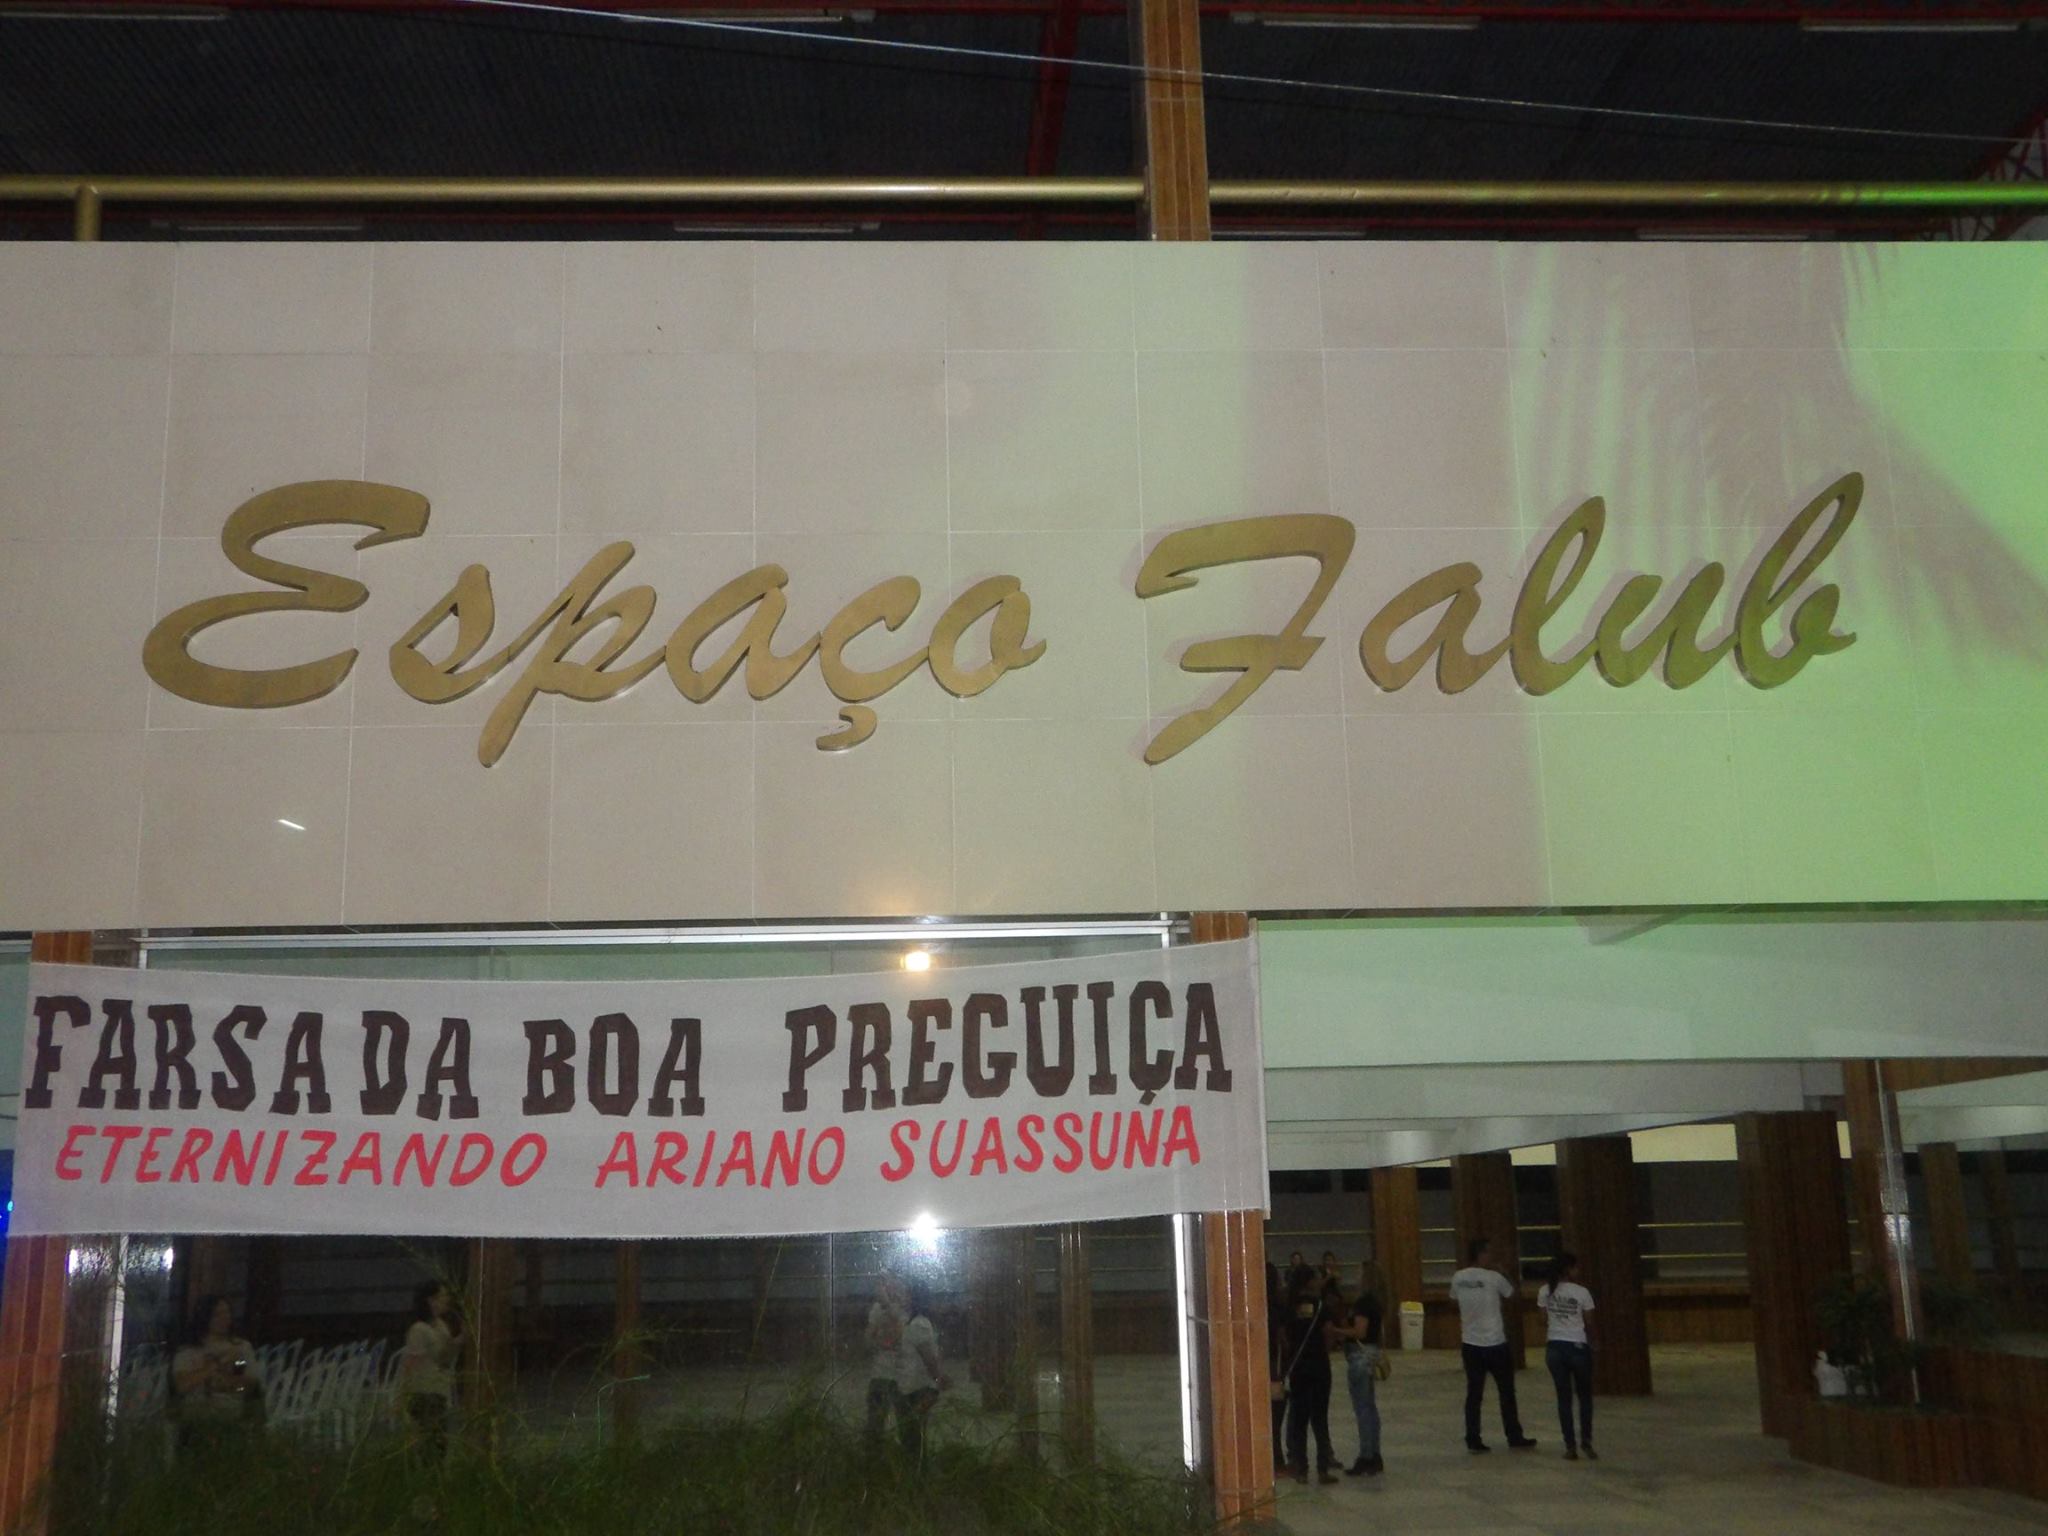 Espaço Falub
FARSA DA BOA PREGUIÇA
ETERNIZANDO ARIANO SUASSUNA